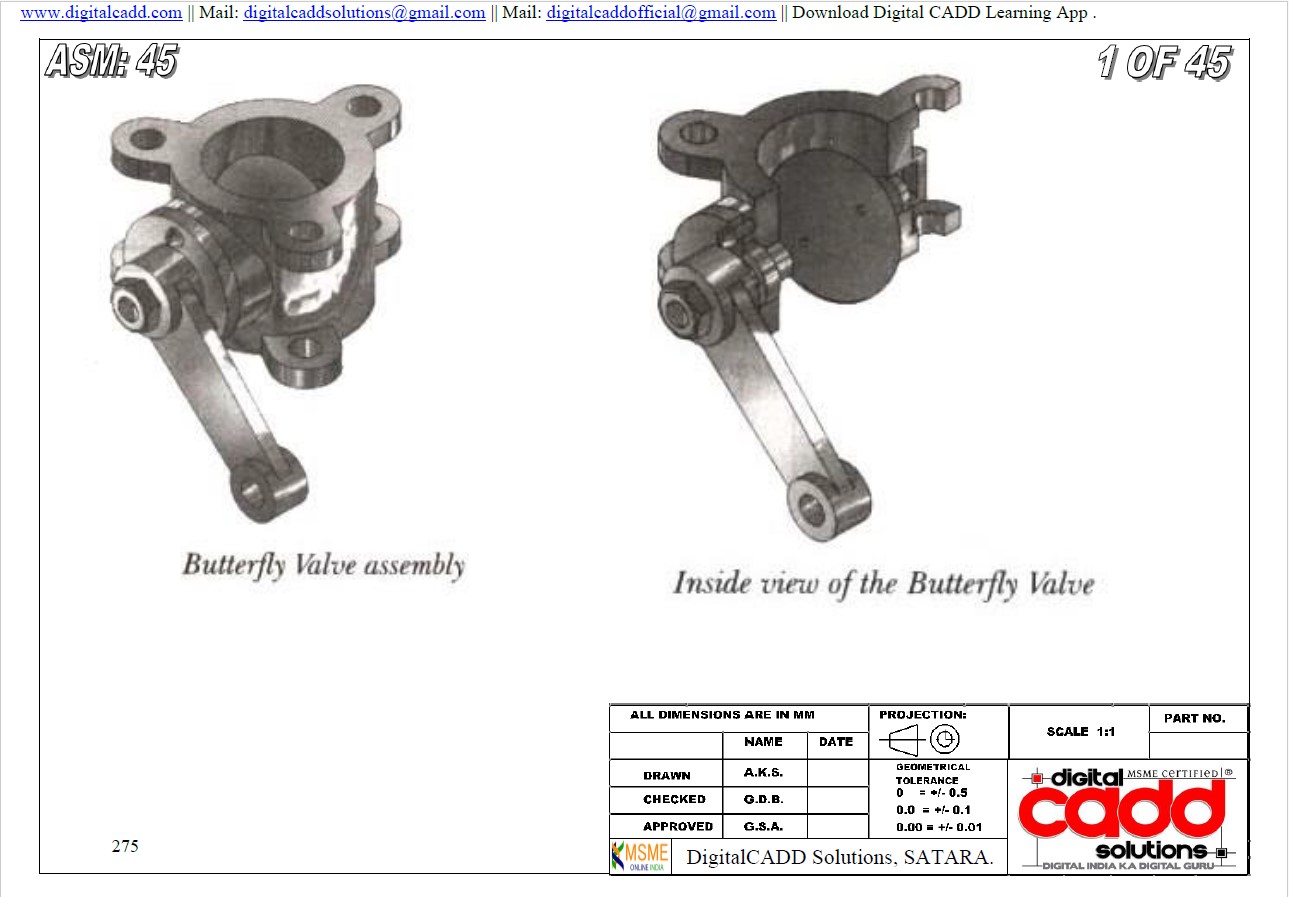 www.digitalcadd.com || Mail: digitalcaddsolutions@gmail.com || Mail: digitalcaddofficial@gmail.com || Download Digital CADD Learning App .
ASM: 45
1 OF 45
Butterfly Valve assembly
Inside view of the Butterfly Valve
ALL DIMENSIONS ARE IN MM
PROJECTION:
SCALE 1:1
PART NO.
NAME
DATE
DRAWN
A.K.S.
CHECKED
G.D.B.
APPROVED
G.S.A.
GEOMETRICAL
TOLERANCE
0 = +/- 0.5
0.0 = +/- 0.1
0.00 = +/- 0.01
digital MSME CERTIFIED ®
cadd
solutions
DIGITAL INDIA KA DIGITAL GURU
MSME
ONLINE INDIA
DigitalCADD Solutions, SATARA.
275